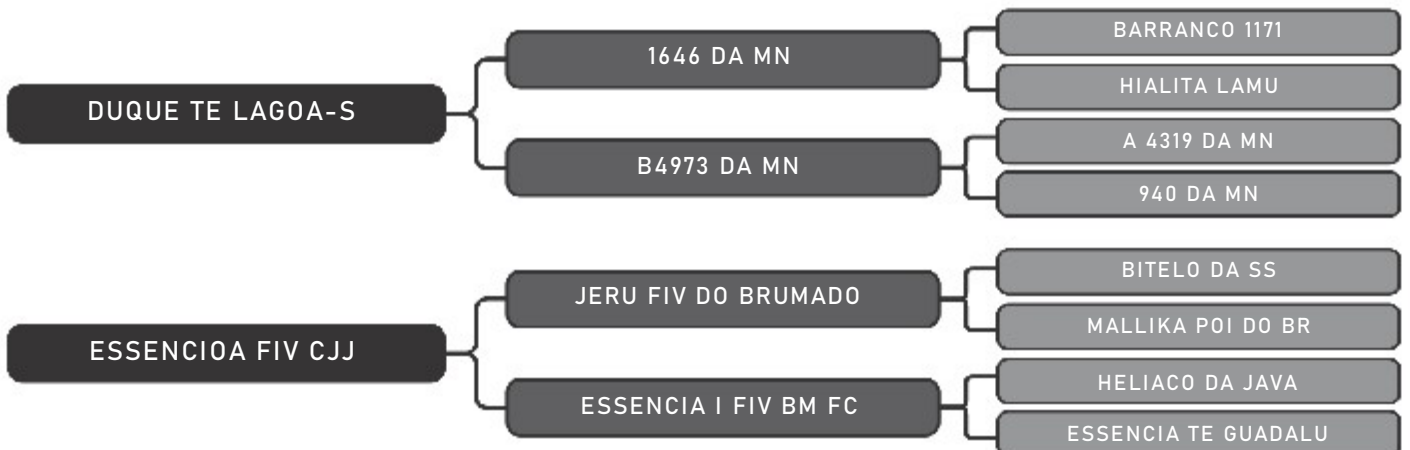 BARRANCO 1171
1646 DA MN
HIALITA LAMU
DUQUE TE LAGOA-S
A 4319 DA MN
B4973 DA MN
940 DA MN
BITELO DA SS
JERU FIV DO BRUMADO
MALLIKA POI DO BR
ESSENCIOA FIV CJJ
HELIACO DA JAVA
ESSENCIA I FIV BM FC
ESSENCIA TE GUADALU